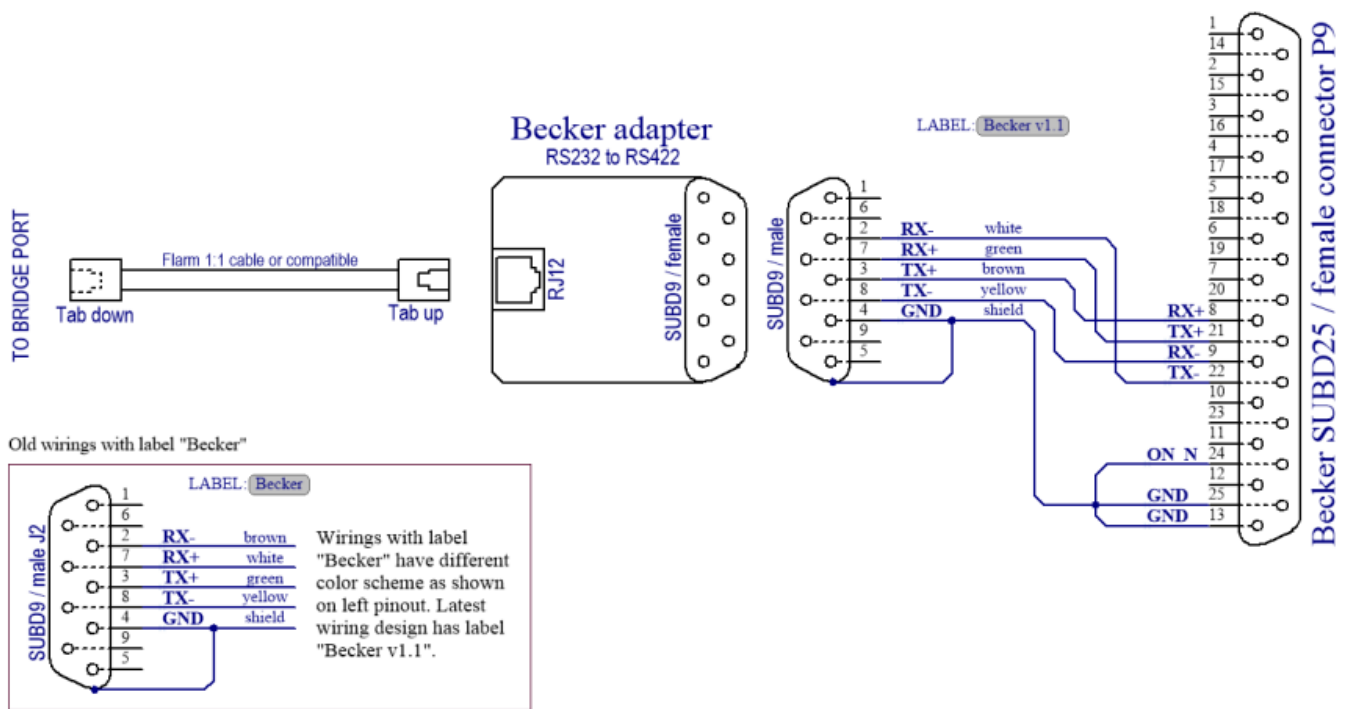 TO BRIDGE PORT
Tab down
Flarm 1:1 cable or compatible
Tab up
Becker adapter
RS232 to RS422
RJ12
SUBD9 / female
LABEL: Becker v1.1
SUBD9 / male
1
6
2 RX- white
7 RX+ green
3 TX+ brown
8 TX- yellow
4 GND shield
9
5
1
14
2
15
3
16
4
17
5
18
6
19
7
20
RX+ 8
TX+ 21
RX- 9
TX- 22
10
23
11
ON_N 24
12
GND 25
GND 13
Becker SUBD25 / female connector P9
Old wirings with label "Becker"
LABEL: Becker
SUBD9 / male J2
1
6
2 RX- brown
7 RX+ white
3 TX+ green
8 TX- yellow
4 GND shield
9
5
Wirings with label
"Becker" have different
color scheme as shown
on left pinout. Latest
wiring design has label
"Becker v1.1".